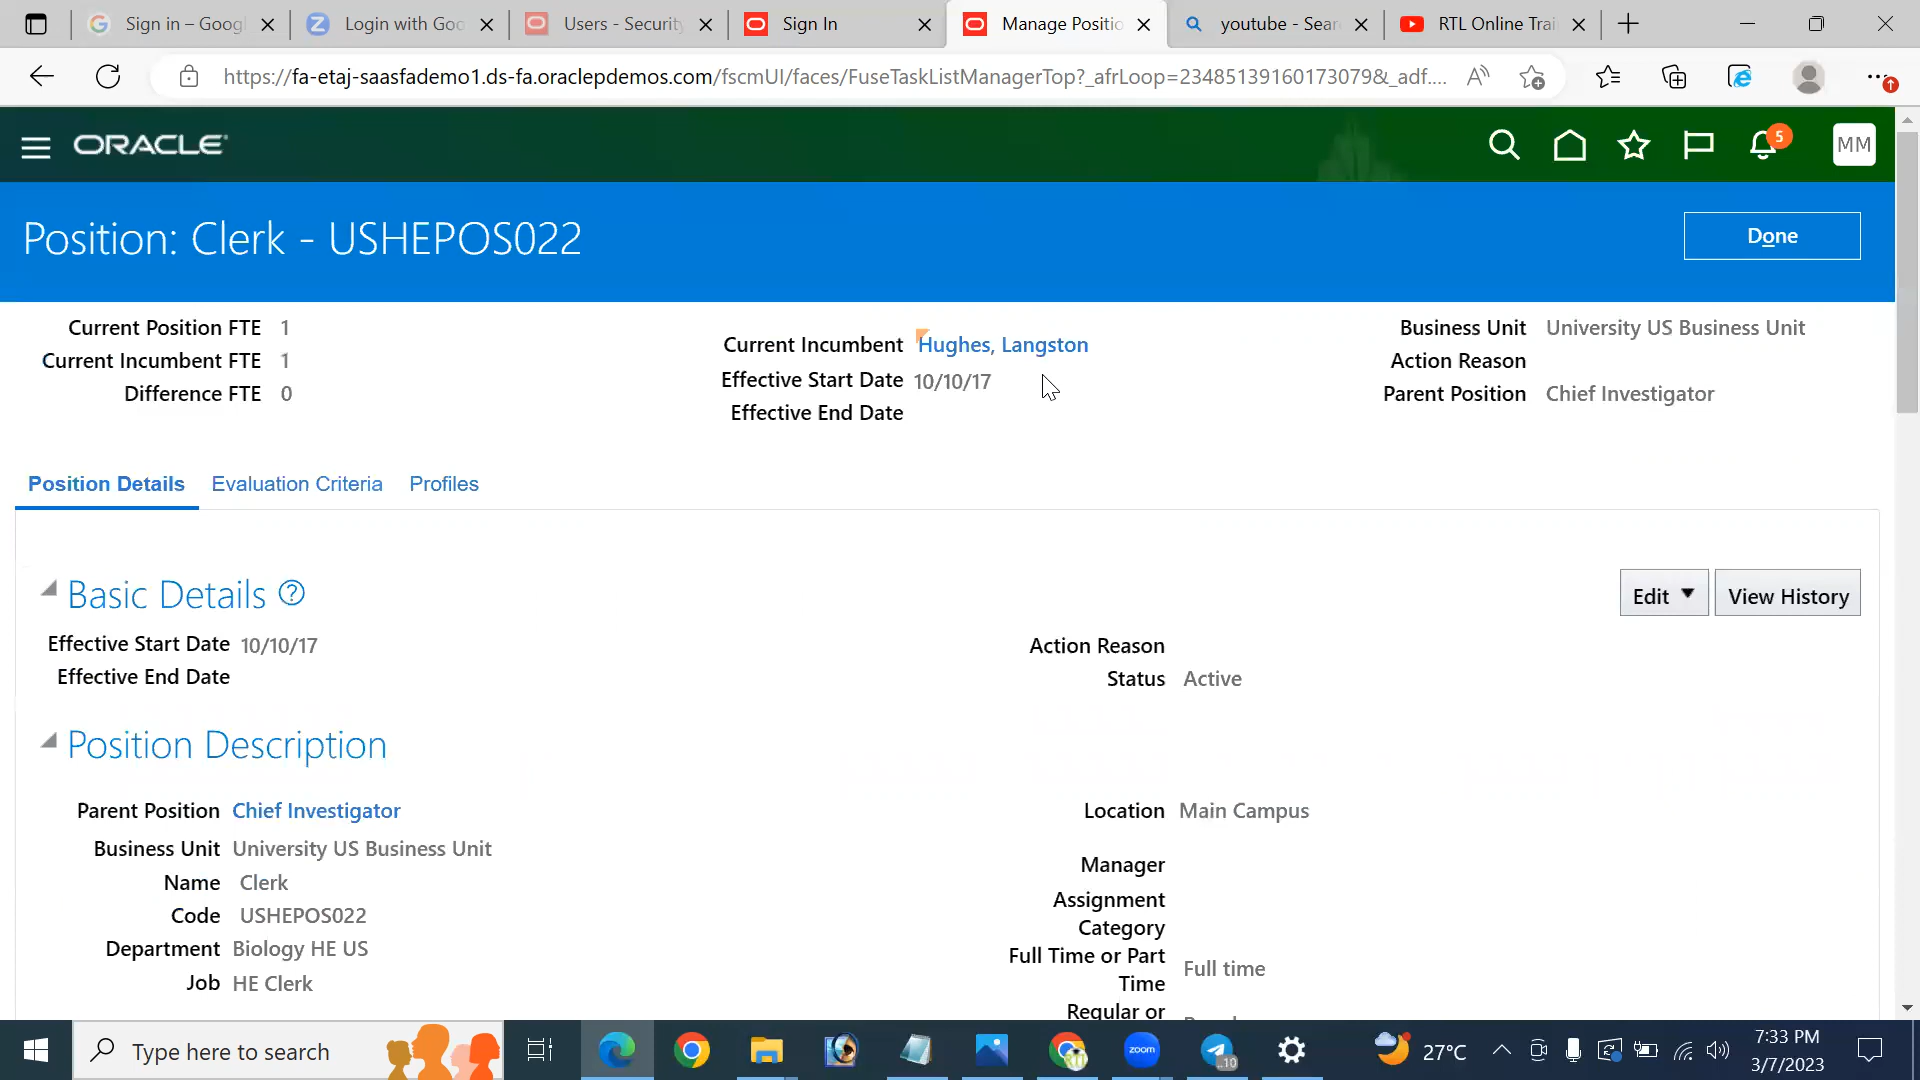 Sign in – Googl
Login with Goo
Users - Security
Sign In
Manage Positio
youtube - Sear
RTL Online Trai
https://fa-etaj-saasfademo1.ds-fa.oraclepdemos.com/fscmUI/faces/FuseTaskListManagerTop?_afrLoop=23485139160173079&_adf....
ORACLE
5
MM
Position: Clerk - USHEPOS022
Done
Current Position FTE 1
Current Incumbent FTE 1
Difference FTE 0
Current Incumbent Hughes, Langston
Effective Start Date 10/10/17
Effective End Date
Business Unit University US Business Unit
Action Reason
Parent Position Chief Investigator
Position Details
Evaluation Criteria
Profiles
Basic Details
Edit
View History
Effective Start Date 10/10/17
Effective End Date
Action Reason
Status Active
Position Description
Parent Position Chief Investigator
Business Unit University US Business Unit
Name Clerk
Code USHEPOS022
Department Biology HE US
Job HE Clerk
Location Main Campus
Manager
Assignment
Category
Full Time or Part
Time
Full time
Regular or
Type here to search
zoom
..10
27°C
7:33 PM
3/7/2023